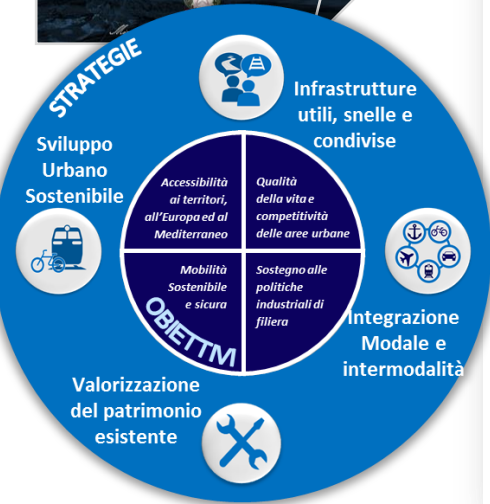 STRATEGIE
Infrastrutture
utili, snelle e
condivise
Sviluppo
Urbano
Sostenibile
Accessibilità
ai territori,
all'Europa ed al
Mediterraneo
Qualità
della vita e
competitività
delle aree urbane
Mobilità
Sostenibile
e sicura
Sostegno alle
politiche
industriali di
filiera
OBIETTM
Integrazione
Modale e
intermodalità
Valorizzazione
del patrimonio
esistente